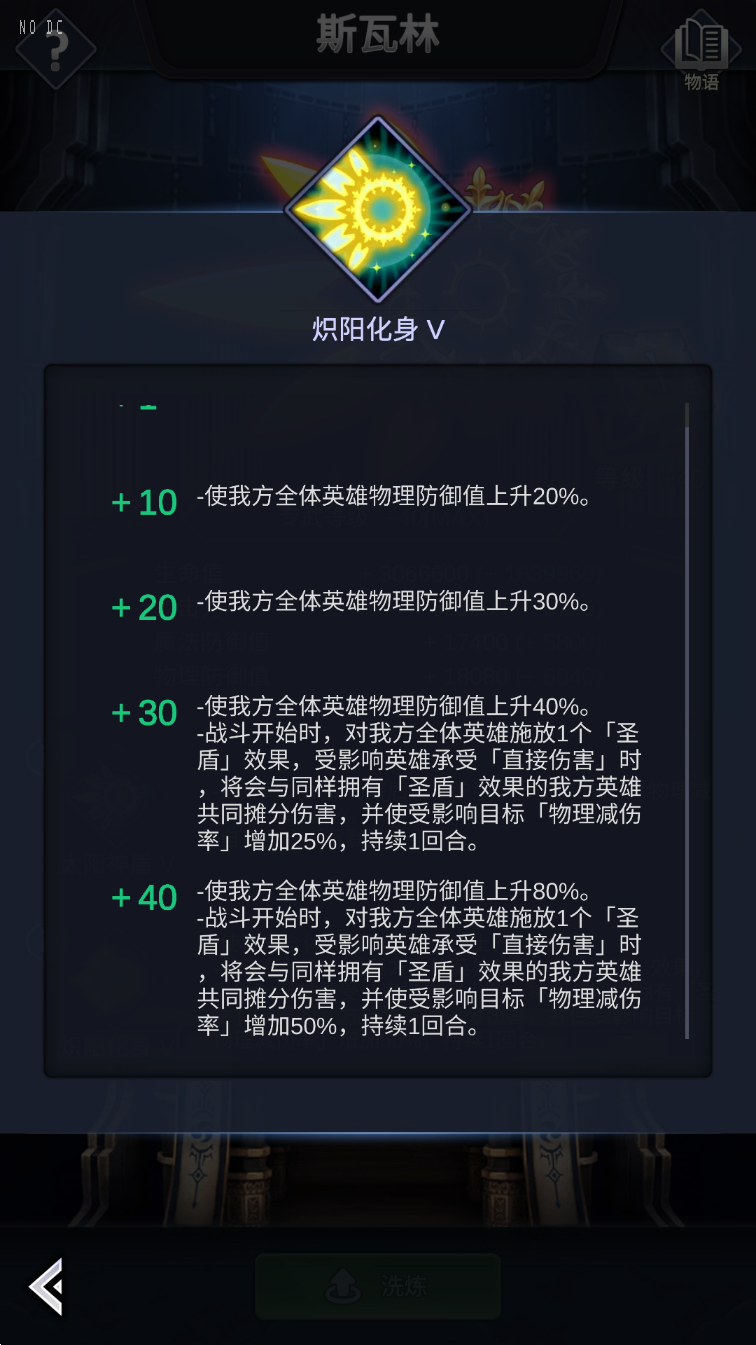 NO DC
斯瓦林
物语
炽阳化身 V
+10 -使我方全体英雄物理防御值上升20%。
+20 -使我方全体英雄物理防御值上升30%。
+30 -使我方全体英雄物理防御值上升40%。
-战斗开始时，对我方全体英雄施放1个「圣
盾」效果，受影响英雄承受「直接伤害」时
，将会与同样拥有「圣盾」效果的我方英雄
共同摊分伤害，并使受影响目标「物理减伤
率」增加25%，持续1回合。
+40 -使我方全体英雄物理防御值上升80%。
-战斗开始时，对我方全体英雄施放1个「圣
盾」效果，受影响英雄承受「直接伤害」时
，将会与同样拥有「圣盾」效果的我方英雄
共同摊分伤害，并使受影响目标「物理减伤
率」增加50%，持续1回合。
洗炼